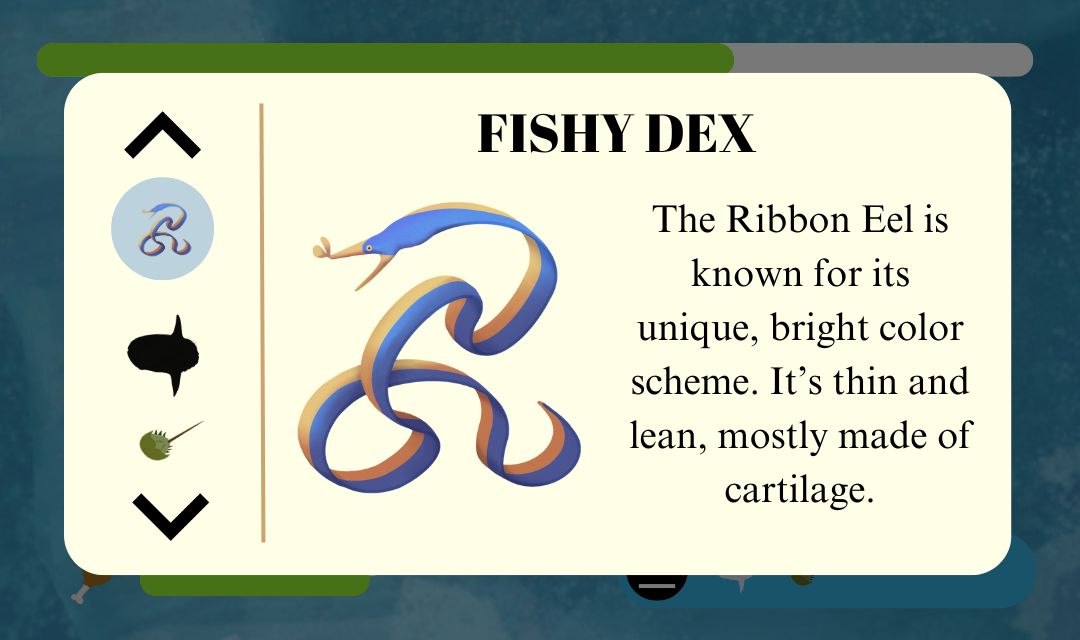 FISHY DEX
The Ribbon Eel is
known for its
unique, bright color
scheme. It’s thin and
lean, mostly made of
cartilage.